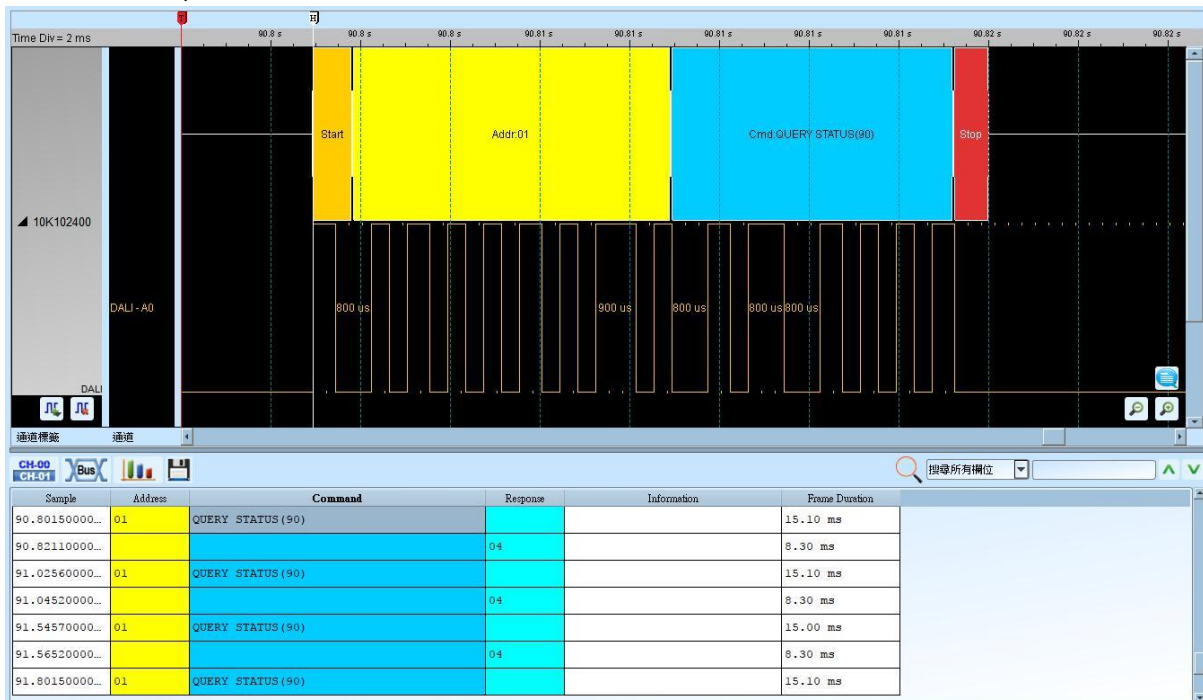 T H
Time Div = 2 ms 90.8 s 90.8 s 90.8 s 90.81 s 90.81 s 90.81 s 90.81 s 90.81 s 90.82 s 90.82 s 90.82 s
Start Addr:01 Cmd:QUERY STATUS(90) Stop
10K102400
DALI - A0 800 us 900 us 800 us 800 us 800 us
DALI
通道標籤 通道
CH-00
CH-01 Bus 搜尋所有欄位
Sample Address Command Response Information Frame Duration
90.80150000... 01 QUERY STATUS(90) 15.10 ms
90.82110000... 04 8.30 ms
91.02560000... 01 QUERY STATUS(90) 15.10 ms
91.04520000... 04 8.30 ms
91.54570000... 01 QUERY STATUS(90) 15.00 ms
91.56520000... 04 8.30 ms
91.80150000... 01 QUERY STATUS(90) 15.10 ms